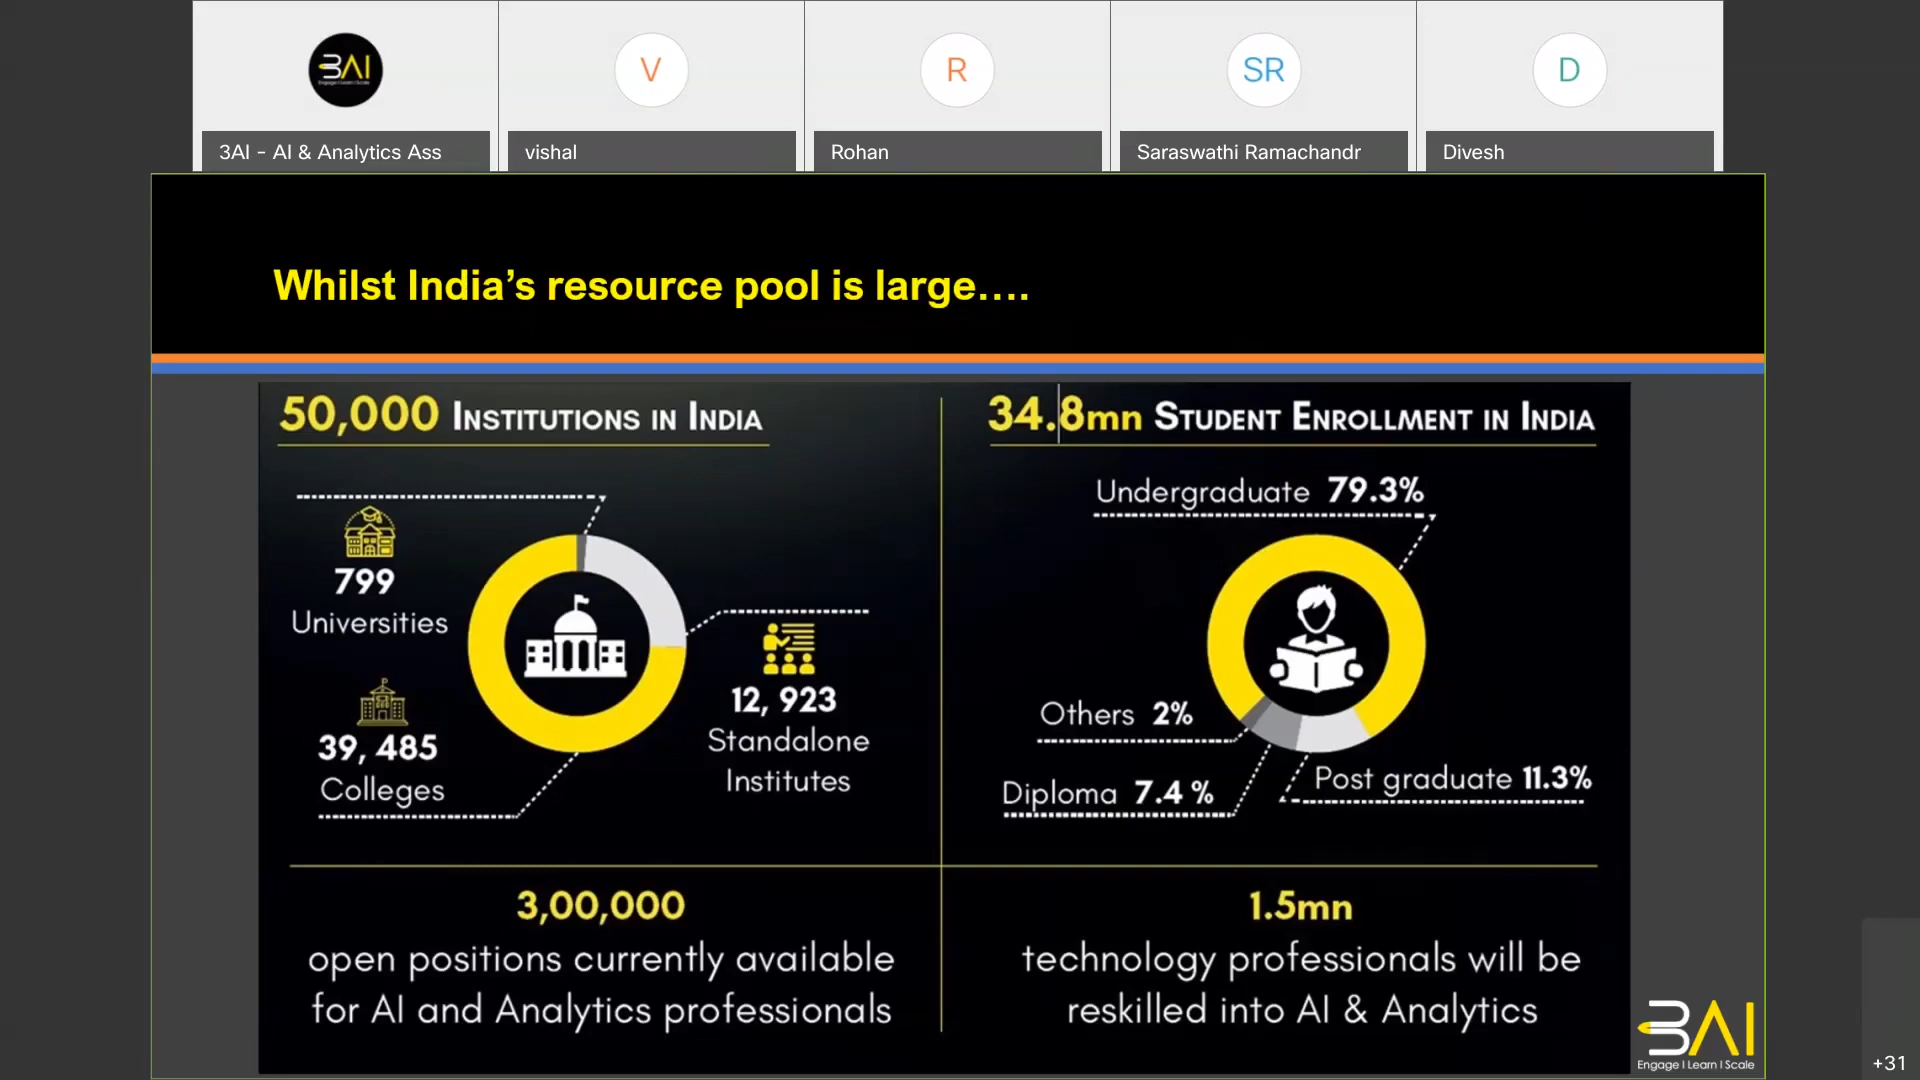 3AI
Engage I Learn I Scale
V
R
SR
D
3AI - AI & Analytics Ass
vishal
Rohan
Saraswathi Ramachandr
Divesh
Whilst India’s resource pool is large….
50,000 INSTITUTIONS IN INDIA
799
Universities
39, 485
Colleges
12, 923
Standalone
Institutes
34.8mn STUDENT ENROLLMENT IN INDIA
Undergraduate 79.3%
Others 2%
Diploma 7.4 %
Post graduate 11.3%
3,00,000
open positions currently available
for AI and Analytics professionals
1.5mn
technology professionals will be
reskilled into AI & Analytics
3AI
Engage I Learn I Scale
+31